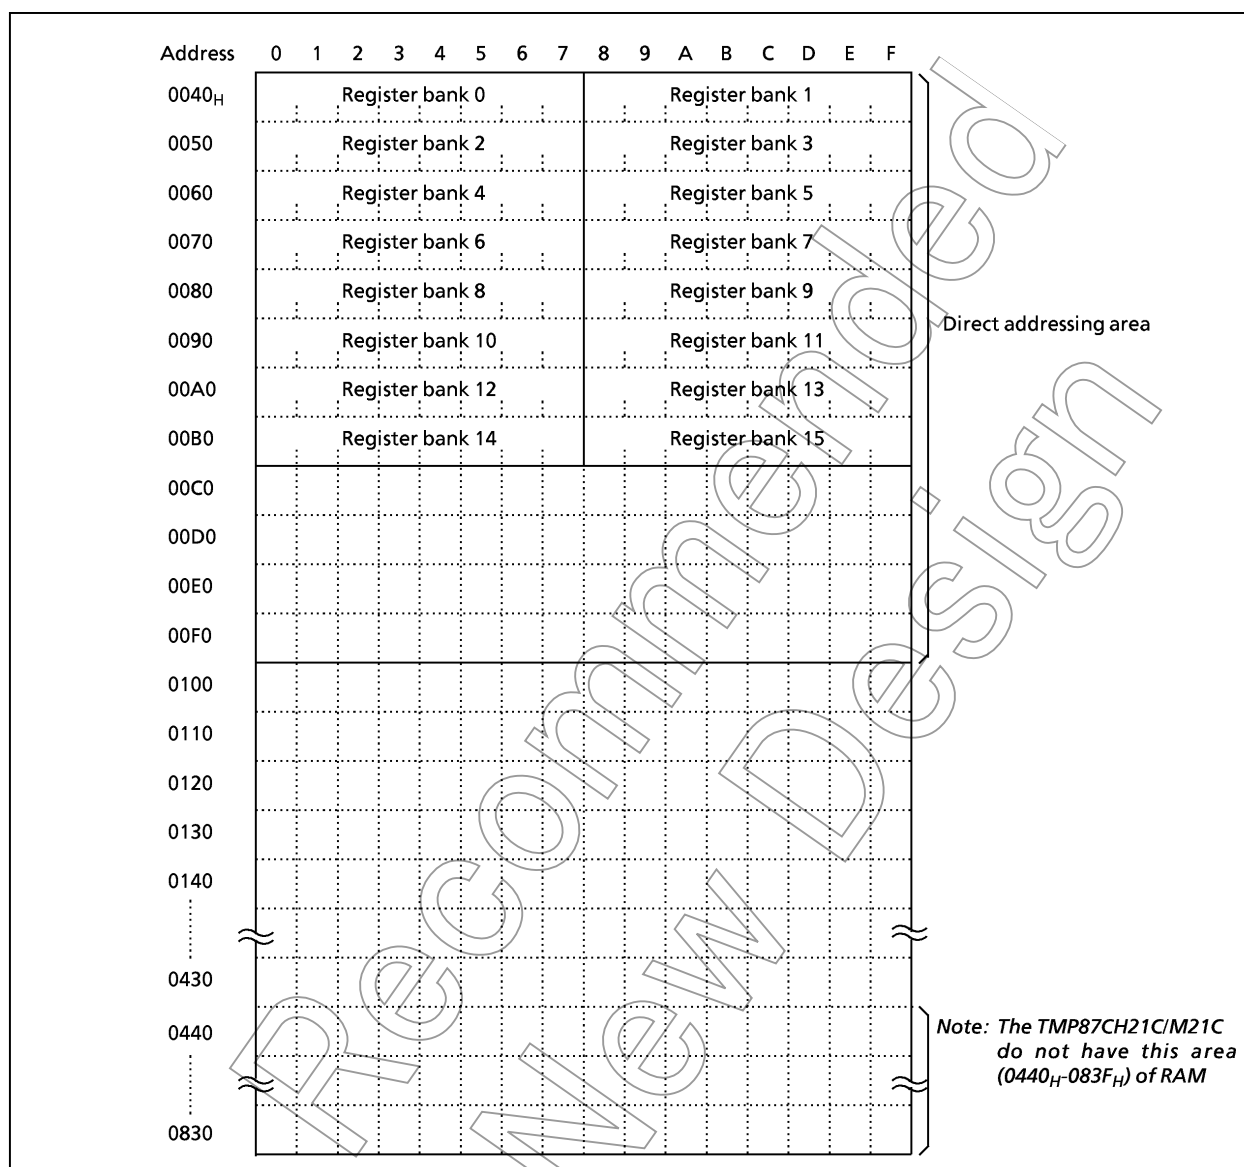 Address 0 1 2 3 4 5 6 7 8 9 A B C D E F
0040H Register bank 0 Register bank 1
0050 Register bank 2 Register bank 3
0060 Register bank 4 Register bank 5
0070 Register bank 6 Register bank 7
0080 Register bank 8 Register bank 9
Direct addressing area
0090 Register bank 10 Register bank 11
00A0 Register bank 12 Register bank 13
00B0 Register bank 14 Register bank 15
00C0
00D0
00E0
00F0
0100
0110
0120
0130
0140
0430
0440
Note: The TMP87CH21C/M21C
do not have this area
(0440H-083FH) of RAM
0830
Recommended
New Design